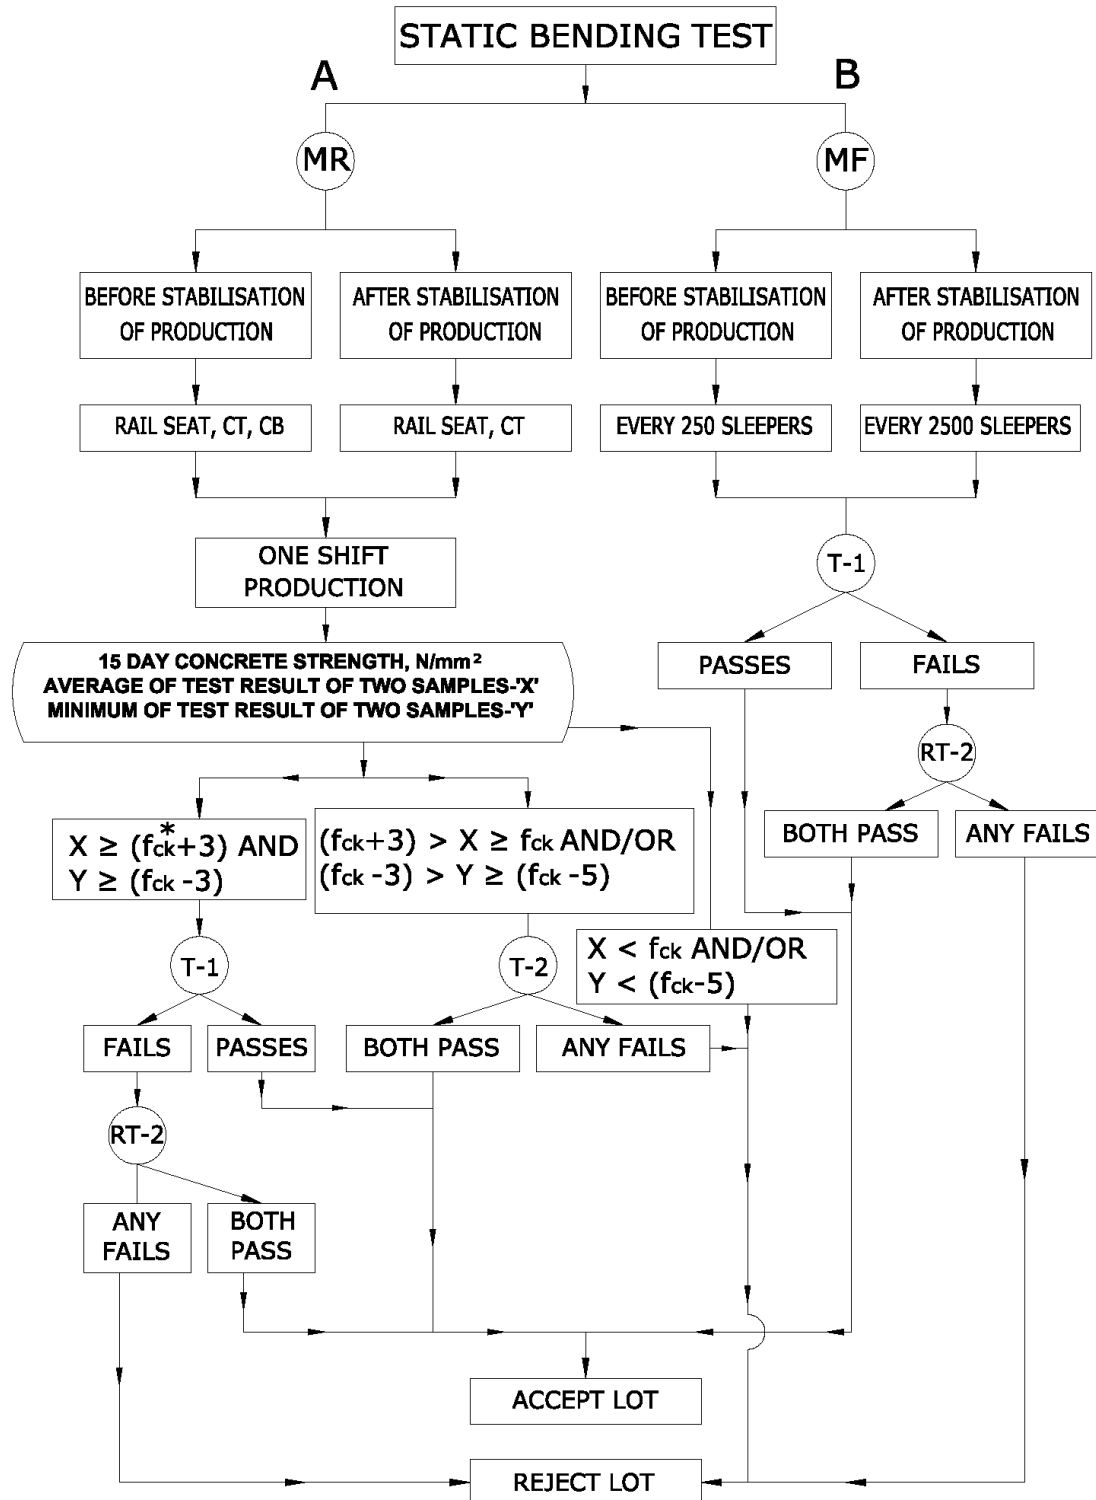 STATIC BENDING TEST
A
B
MR
MF
BEFORE STABILISATION
OF PRODUCTION
AFTER STABILISATION
OF PRODUCTION
BEFORE STABILISATION
OF PRODUCTION
AFTER STABILISATION
OF PRODUCTION
RAIL SEAT, CT, CB
RAIL SEAT, CT
EVERY 250 SLEEPERS
EVERY 2500 SLEEPERS
ONE SHIFT
PRODUCTION
T-1
15 DAY CONCRETE STRENGTH, N/mm²
AVERAGE OF TEST RESULT OF TWO SAMPLES-'X'
MINIMUM OF TEST RESULT OF TWO SAMPLES-'Y'
PASSES
FAILS
RT-2
BOTH PASS
ANY FAILS
X ≥ (fck*+3) AND
Y ≥ (fck -3)
(fck+3) > X ≥ fck AND/OR
(fck -3) > Y ≥ (fck -5)
X < fck AND/OR
Y < (fck-5)
T-1
T-2
FAILS
PASSES
BOTH PASS
ANY FAILS
RT-2
ANY
FAILS
BOTH
PASS
ACCEPT LOT
REJECT LOT